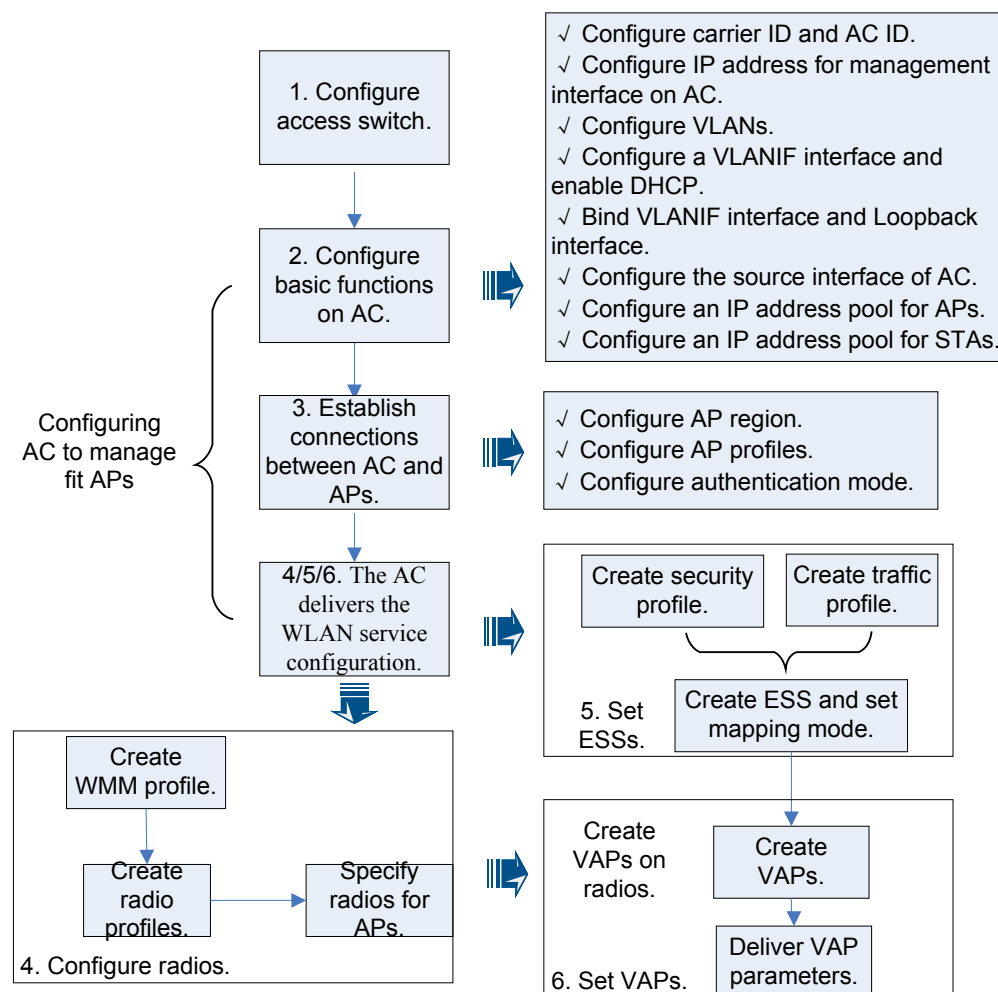 1. Configure
access switch.
√ Configure carrier ID and AC ID.
√ Configure IP address for management
interface on AC.
√ Configure VLANs.
√ Configure a VLANIF interface and
enable DHCP.
√ Bind VLANIF interface and Loopback
interface.
√ Configure the source interface of AC.
√ Configure an IP address pool for APs.
√ Configure an IP address pool for STAs.
2. Configure
basic functions
on AC.
Configuring
AC to manage
fit APs
3. Establish
connections
between AC and
APs.
√ Configure AP region.
√ Configure AP profiles.
√ Configure authentication mode.
4/5/6. The AC
delivers the
WLAN service
configuration.
Create security
profile.
Create traffic
profile.
5. Set
ESSs.
Create ESS and set
mapping mode.
Create
WMM profile.
Create
radio
profiles.
Specify
radios for
APs.
4. Configure radios.
Create
VAPs on
radios.
Create
VAPs.
Deliver VAP
parameters.
6. Set VAPs.